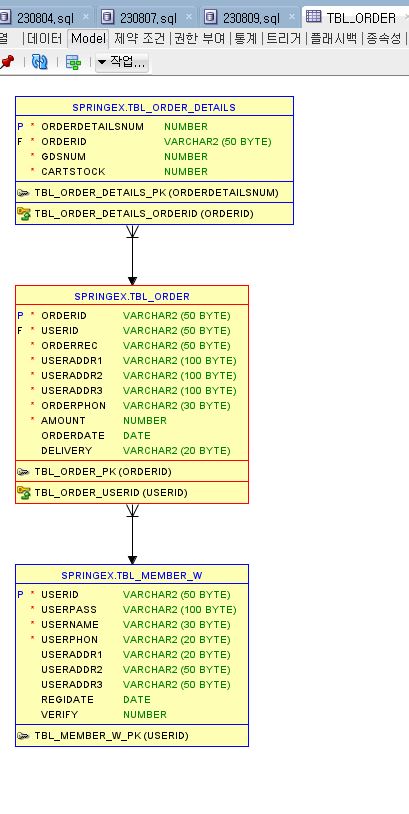 230804,sql × 230807,sql × 230809,sql × TBL_ORDER
열 |데이터 | Model | 제약 조건 |권한 부여 |통계 |트리거 |플래시백 |종속성
작업...
SPRINGEX.TBL_ORDER_DETAILS
P * ORDERDETAILSNUM NUMBER
F * ORDERID VARCHAR2 (50 BYTE)
* GDSNUM NUMBER
* CARTSTOCK NUMBER
TBL_ORDER_DETAILS_PK (ORDERDETAILSNUM)
TBL_ORDER_DETAILS_ORDERID (ORDERID)
SPRINGEX.TBL_ORDER
P * ORDERID VARCHAR2 (50 BYTE)
F * USERID VARCHAR2 (50 BYTE)
* ORDERREC VARCHAR2 (50 BYTE)
* USERADDR1 VARCHAR2 (100 BYTE)
* USERADDR2 VARCHAR2 (100 BYTE)
* USERADDR3 VARCHAR2 (100 BYTE)
* ORDERPHON VARCHAR2 (30 BYTE)
* AMOUNT NUMBER
ORDERDATE DATE
DELIVERY VARCHAR2 (20 BYTE)
TBL_ORDER_PK (ORDERID)
TBL_ORDER_USERID (USERID)
SPRINGEX.TBL_MEMBER_W
P * USERID VARCHAR2 (50 BYTE)
* USERPASS VARCHAR2 (100 BYTE)
* USERNAME VARCHAR2 (30 BYTE)
* USERPHON VARCHAR2 (20 BYTE)
USERADDR1 VARCHAR2 (20 BYTE)
USERADDR2 VARCHAR2 (50 BYTE)
USERADDR3 VARCHAR2 (50 BYTE)
REGIDATE DATE
VERIFY NUMBER
TBL_MEMBER_W_PK (USERID)